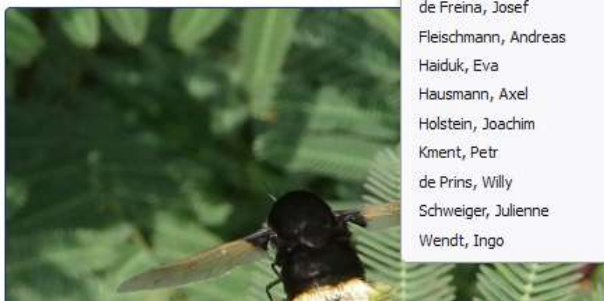 de Freina, Josef
Fleischmann, Andreas
Haiduk, Eva
Hausmann, Axel
Holstein, Joachim
Kment, Petr
de Prins, Willy
Schweiger, Julienne
Wendt, Ingo